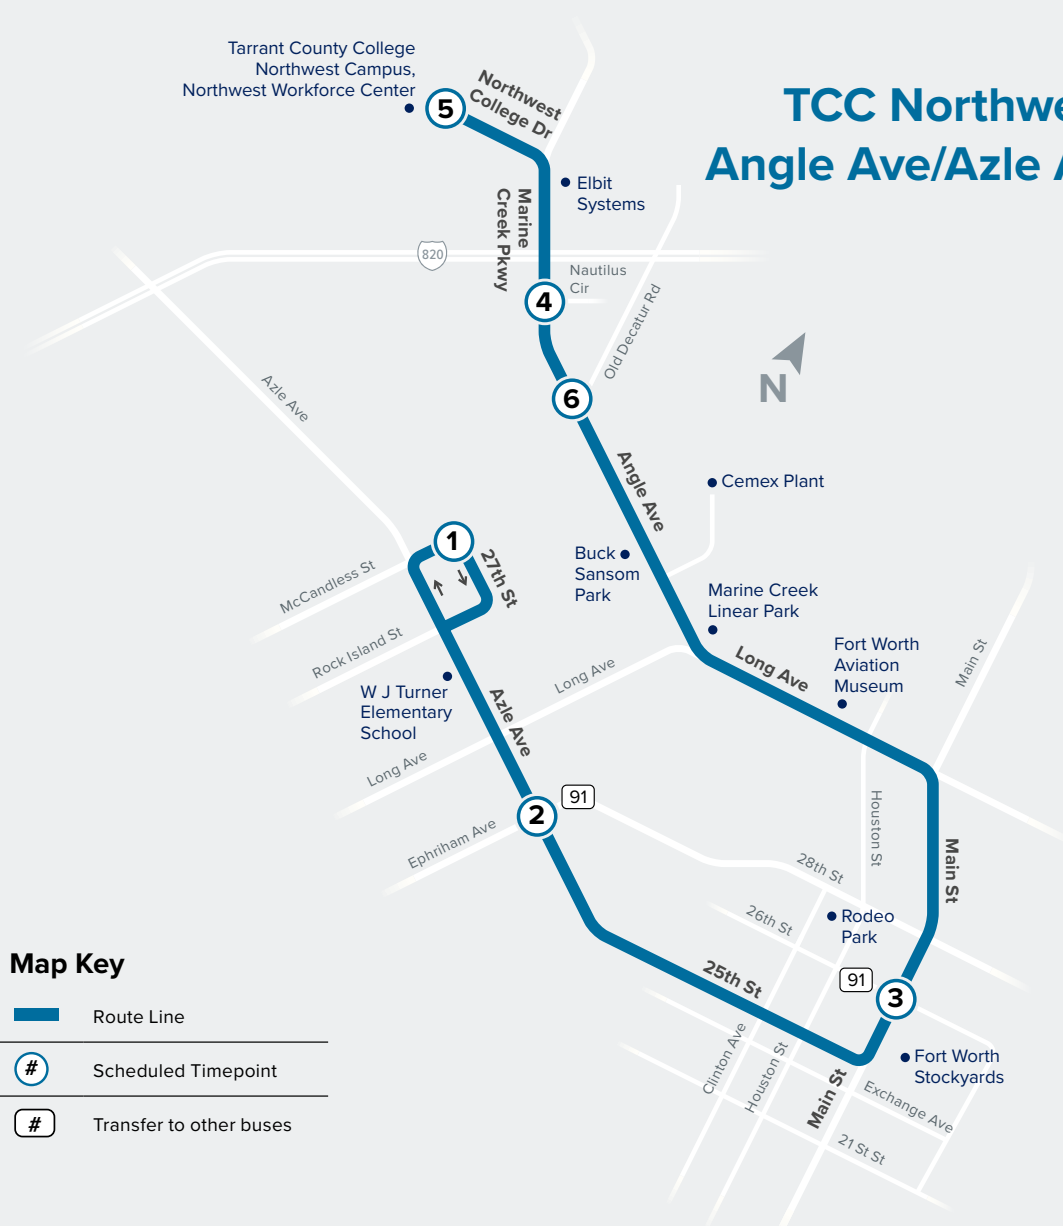 Tarrant County College
Northwest Campus,
Northwest Workforce Center
5
Northwest
College Dr
TCC Northwe
Angle Ave/Azle A
Elbit
Systems
Marine
Creek Pkwy
820
Nautilus
Cir
4
Old Decatur Rd
N
Azle Ave
6
Angle Ave
Cemex Plant
1
27th St
Buck
Sansom
Park
McCandless St
Marine Creek
Linear Park
Rock Island St
Long Ave
Fort Worth
Aviation
Museum
Main St
Long Ave
W J Turner
Elementary
School
Azle Ave
Long Ave
2
91
Ephriham Ave
Houston St
28th St
Main St
26th St
Rodeo
Park
25th St
91
3
Clinton Ave
Houston St
Main St
Fort Worth
Stockyards
Exchange Ave
21 St St
Map Key
Route Line
# Scheduled Timepoint
# Transfer to other buses